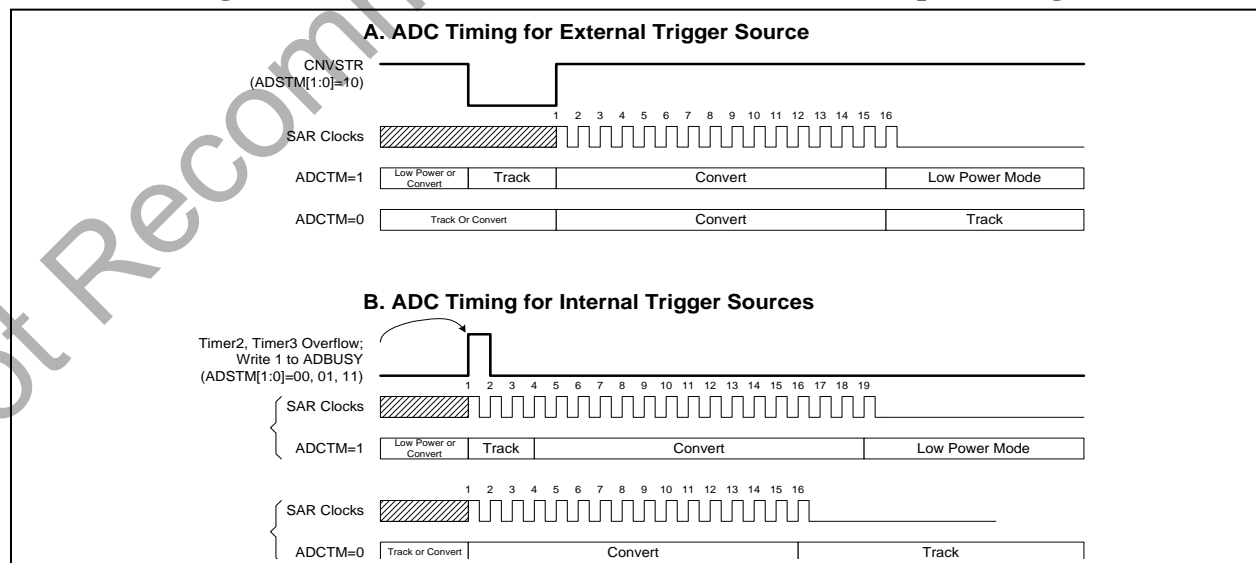 A. ADC Timing for External Trigger Source
CNVSTR
(ADSTM[1:0]=10)
1 2 3 4 5 6 7 8 9 10 11 12 13 14 15 16
SAR Clocks
ADCTM=1
Low Power or
Convert
Track
Convert
Low Power Mode
ADCTM=0
Track Or Convert
Convert
Track
B. ADC Timing for Internal Trigger Sources
Timer2, Timer3 Overflow;
Write 1 to ADBUSY
(ADSTM[1:0]=00, 01, 11)
1 2 3 4 5 6 7 8 9 10 11 12 13 14 15 16 17 18 19
SAR Clocks
ADCTM=1
Low Power or
Convert
Track
Convert
Low Power Mode
1 2 3 4 5 6 7 8 9 10 11 12 13 14 15 16
SAR Clocks
ADCTM=0
Track or Convert
Convert
Track